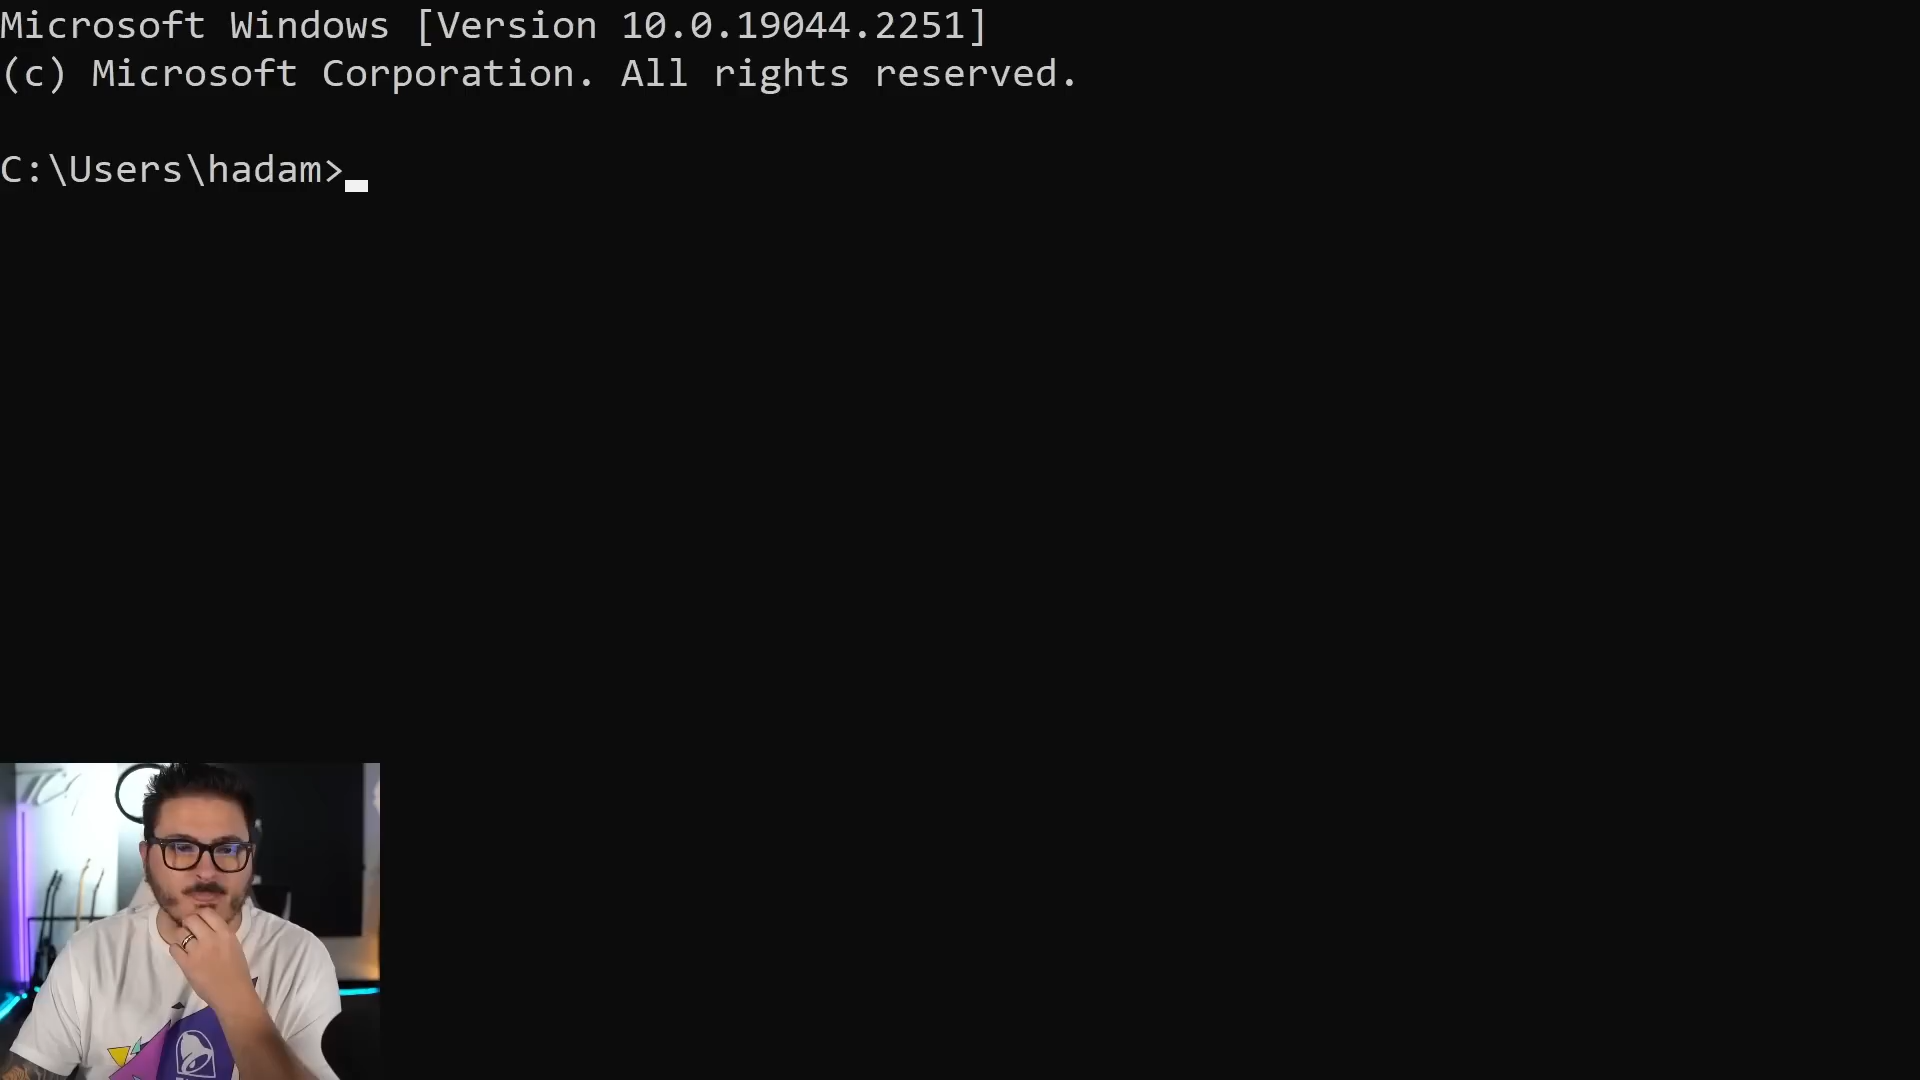 Microsoft Windows [Version 10.0.19044.2251]
(c) Microsoft Corporation. All rights reserved.
C:\Users\hadam>